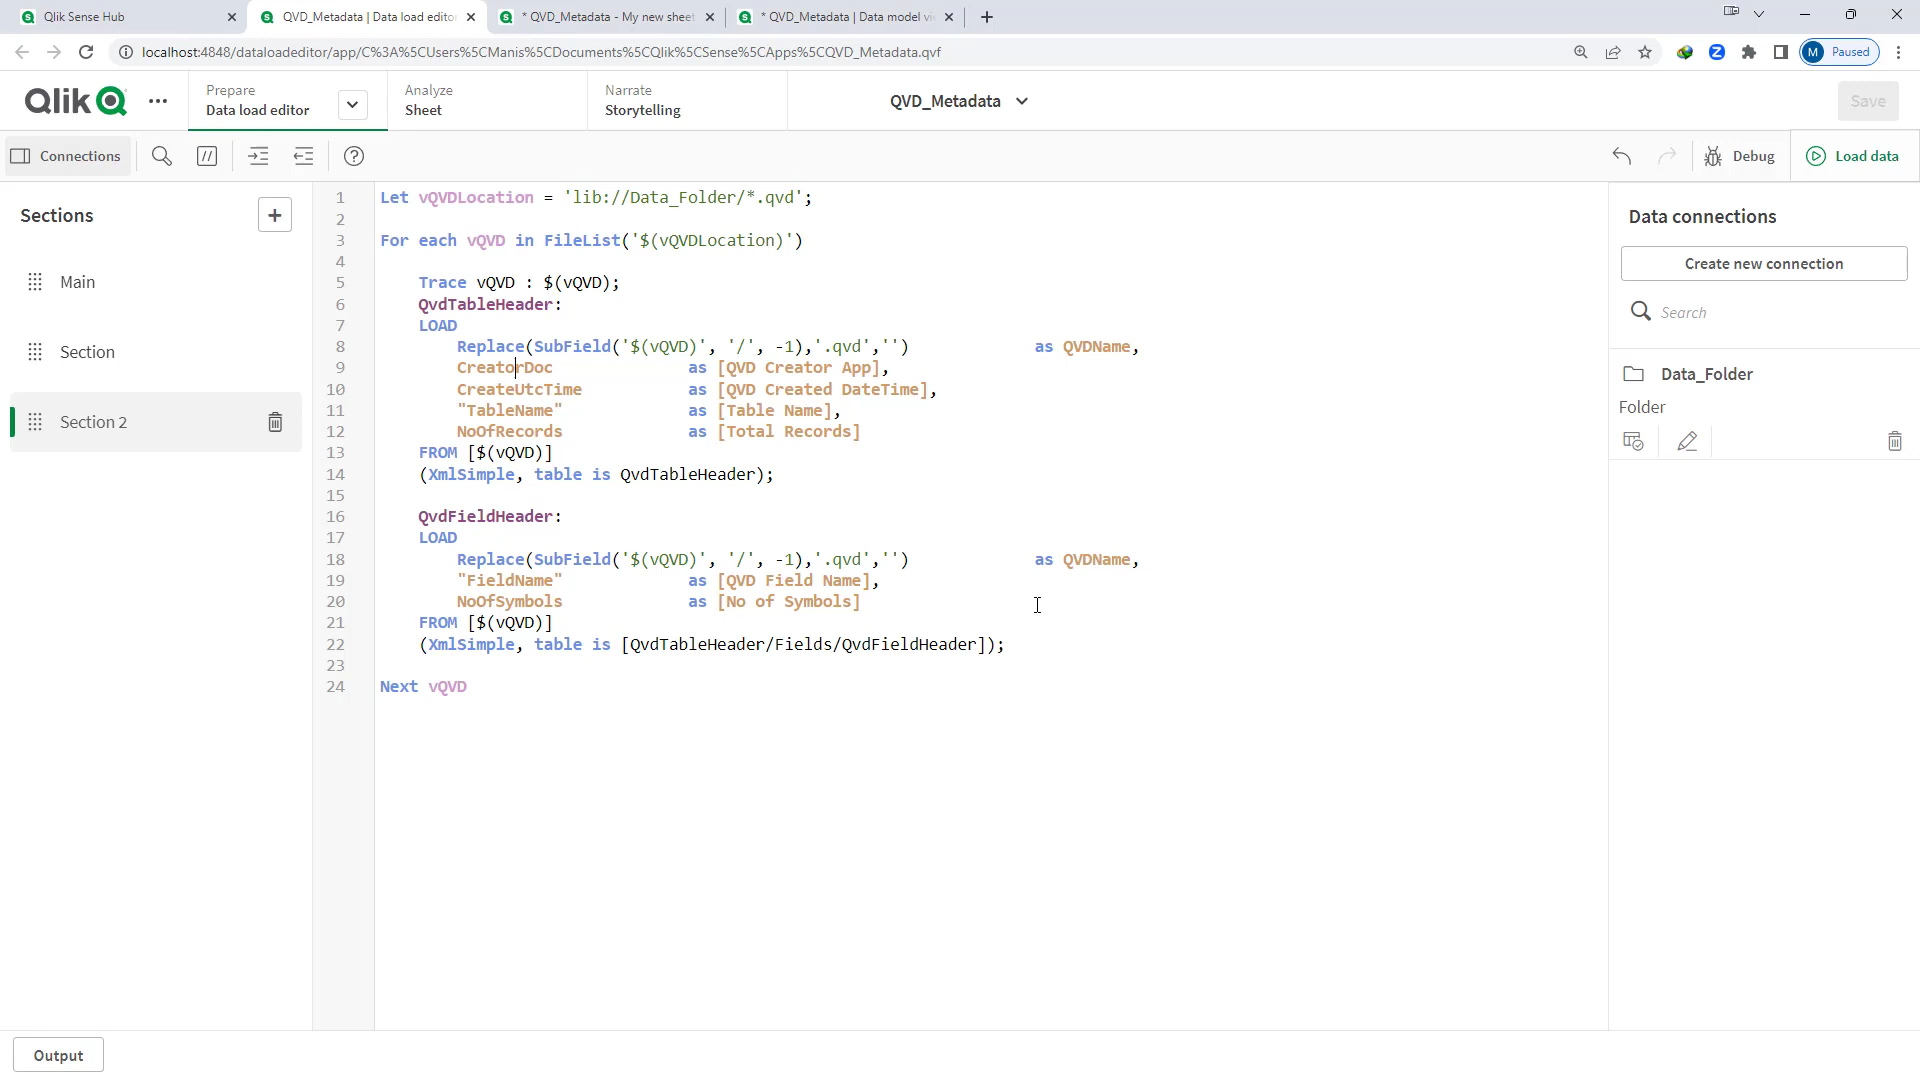 Qlik Sense Hub
QVD_Metadata | Data load editor
* QVD_Metadata - My new sheet
* QVD_Metadata | Data model vi
localhost:4848/dataloadeditor/app/C%3A%5CUsers%5CManis%5CDocuments%5CQlik%5CSense%5CApps%5CQVD_Metadata.qvf
Z
M Paused
Qlik
Prepare
Data load editor
Analyze
Sheet
Narrate
Storytelling
QVD_Metadata
Save
Connections
//
?
Debug
Load data
Sections
+
Main
Section
Section 2
1 Let vQVDLocation = 'lib://Data_Folder/*.qvd';
2
3 For each vQVD in FileList('$(vQVDLocation)')
4
5 Trace vQVD : $(vQVD);
6 QvdTableHeader:
7 LOAD
8 Replace(SubField('$(vQVD)', '/', -1),'.qvd','') as QVDName,
9 CreatorDoc as [QVD Creator App],
10 CreateUtcTime as [QVD Created DateTime],
11 "TableName" as [Table Name],
12 NoOfRecords as [Total Records]
13 FROM [$(vQVD)]
14 (XmlSimple, table is QvdTableHeader);
15
16 QvdFieldHeader:
17 LOAD
18 Replace(SubField('$(vQVD)', '/', -1),'.qvd','') as QVDName,
19 "FieldName" as [QVD Field Name],
20 NoOfSymbols as [No of Symbols]
21 FROM [$(vQVD)]
22 (XmlSimple, table is [QvdTableHeader/Fields/QvdFieldHeader]);
23
24 Next vQVD
Data connections
Create new connection
Search
Data_Folder
Folder
Output